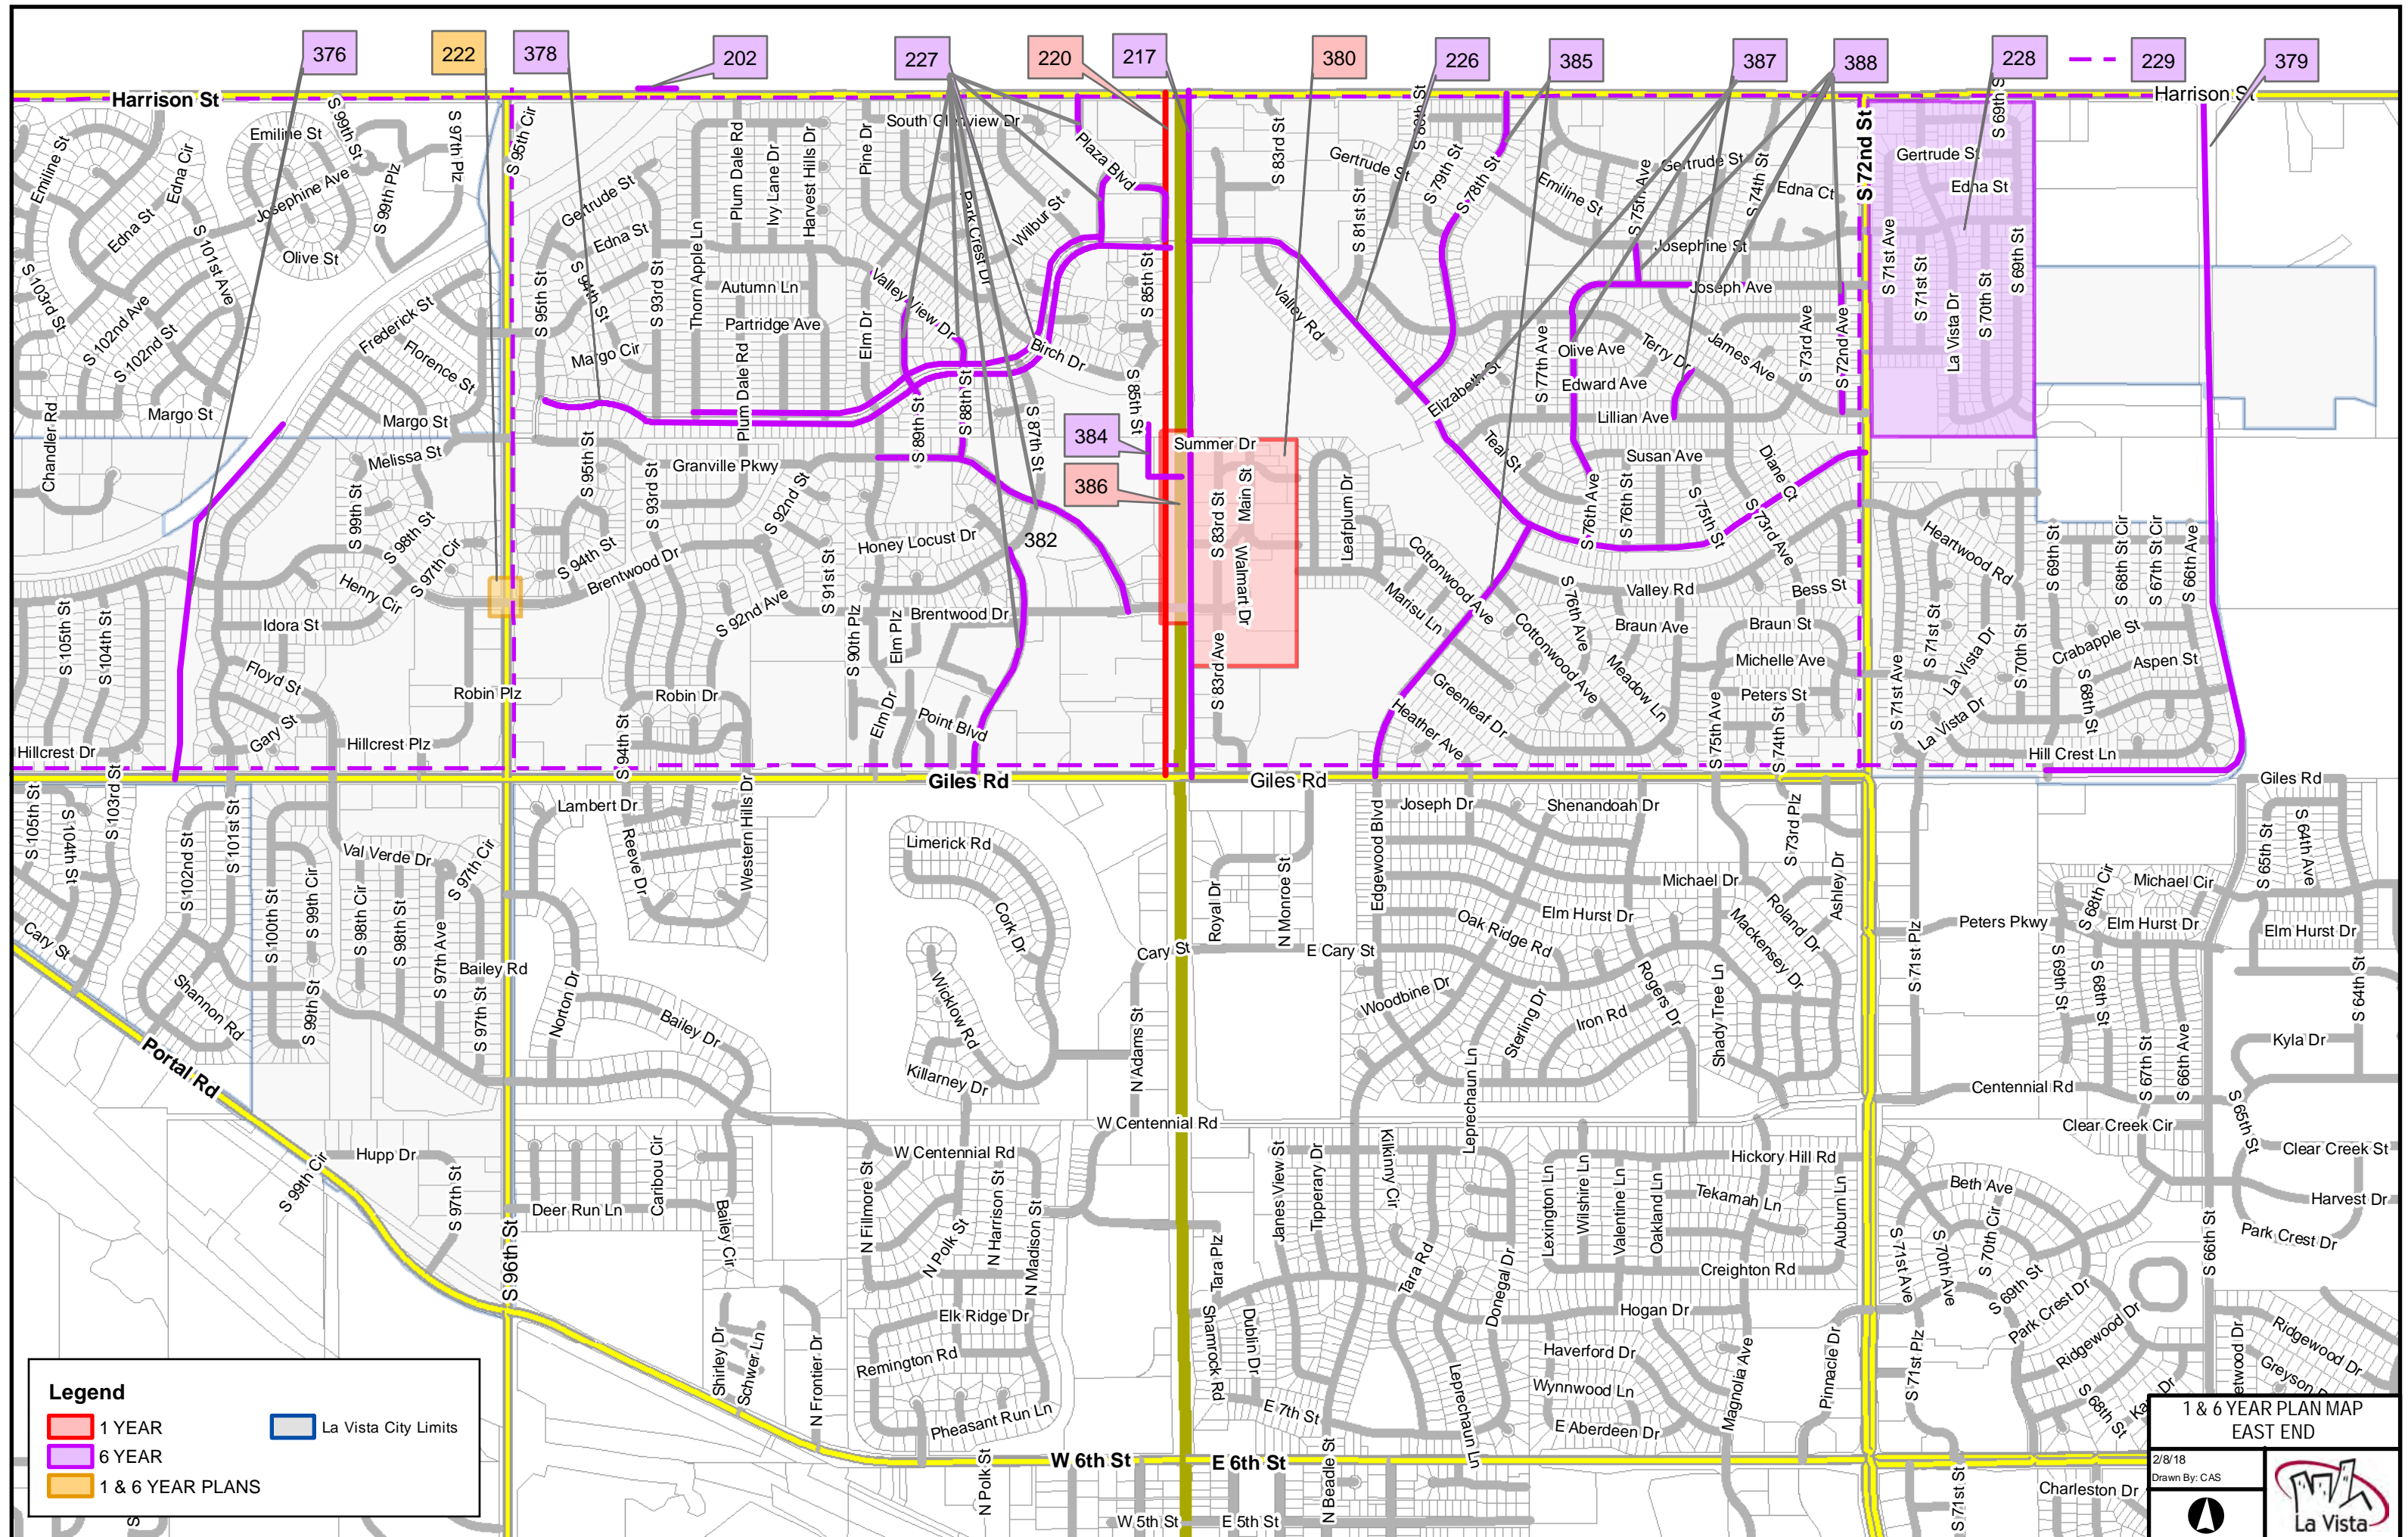 376
222
378
202
227
220
217
380
226
385
387
388
228
229
379
Harrison St
Harrison St
S 99th St
S 97th Plz
S 95th Cir
Emiline St
Emiline St
Edna Cir
Josephine Ave
S 99th Plz
Edna St
S 101st Ave
Olive St
S 103rd St
S 102nd Ave
S 102nd St
Frederick St
Florence St
Margo St
Margo St
Chandler Rd
Melissa St
Gertrude St
Edna St
S 95th St
S 94th St
S 93rd St
Margo Cir
Thorn Apple Ln
Plum Dale Rd
Ivy Lane Dr
Harvest Hills Dr
Pine Dr
South Glenview Dr
Plaza Blvd
Park Crest Dr
Wilbur St
Autumn Ln
Partridge Ave
Plum Dale Rd
Elm Dr
Valley View Dr
Birch Dr
S 85th St
S 85th St
S 89th St
S 88th St
S 87th St
384
386
Summer Dr
S 83rd St
Gertrude St
S 80th St
S 81st St
S 79th St
S 78th St
Valley Rd
Emiline St
S 75th Ave
Gertrude St
S 74th St
Edna Ct
Josephine St
Joseph Ave
S 72nd St
S 77th Ave
Olive Ave
Edward Ave
Terry Dr
James Ave
S 73rd Ave
S 72nd Ave
Elizabeth St
Lillian Ave
Teal St
Susan Ave
Diane Ct
S 76th Ave
S 76th St
S 75th St
S 73rd Ave
S 69th St
Gertrude St
Edna St
S 71st Ave
S 71st St
La Vista Dr
S 70th St
S 69th St
S 99th St
S 98th St
S 97th Cir
Henry Cir
Idora St
S 105th St
S 104th St
Floyd St
Gary St
Robin Plz
Hillcrest Dr
Hillcrest Plz
S 95th St
S 93rd St
Granville Pkwy
S 92nd St
S 94th St
Brentwood Dr
S 92nd Ave
S 91st St
Honey Locust Dr
382
S 90th Plz
Elm Plz
Brentwood Dr
Robin Dr
S 94th St
Elm Dr
Point Blvd
S 83rd St
Main St
Walmart Dr
S 83rd Ave
Leafplum Dr
Cottonwood Ave
Marisu Ln
Cottonwood Ave
S 76th Ave
Valley Rd
Bess St
Braun Ave
Braun St
Meadow Ln
Michelle Ave
Peters St
Greenleaf Dr
Heather Ave
S 75th Ave
S 74th St
Heartwood Rd
S 71st St
La Vista Dr
S 70th St
S 71st Ave
La Vista Dr
S 69th St
S 68th St Cir
S 67th St Cir
S 66th Ave
Crabapple St
Aspen St
S 68th St
Hill Crest Ln
Giles Rd
Giles Rd
Giles Rd
S 105th St
S 104th St
S 103rd St
S 102nd St
S 101st St
Cary St
Shannon Rd
S 100th St
S 99th Cir
S 99th St
Val Verde Dr
S 98th Cir
S 98th St
S 97th Ave
S 97th Cir
S 97th St
Bailey Rd
Portal Rd
Lambert Dr
Reeve Dr
Western Hills Dr
Norton Dr
Bailey Dr
Limerick Rd
Cork Dr
Wicklow Rd
Killarney Dr
Cary St
N Adams St
Royal Dr
N Monroe St
E Cary St
Edgewood Blvd
Joseph Dr
Shenandoah Dr
Michael Dr
S 73rd Plz
Ashley Dr
Elm Hurst Dr
Oak Ridge Rd
Roland Dr
Mackensey Dr
Woodbine Dr
Sterling Dr
Iron Rd
Rogers Dr
Shady Tree Ln
Leprechaun Ln
S 71st Plz
Peters Pkwy
S 68th Cir
Michael Cir
Elm Hurst Dr
S 69th St
S 68th St
S 67th St
S 66th Ave
S 65th St
S 64th Ave
Elm Hurst Dr
S 64th St
Kyla Dr
Centennial Rd
Clear Creek Cir
S 65th St
Clear Creek St
Harvest Dr
Park Crest Dr
Hupp Dr
S 99th Cir
S 97th St
S 96th St
Deer Run Ln
Caribou Cir
Bailey Cir
W Centennial Rd
W Centennial Rd
N Fillmore St
N Polk St
N Harrison St
N Madison St
Elk Ridge Dr
Remington Rd
Pheasant Run Ln
Shirley Dr
Schwer Ln
N Frontier Dr
Tara Plz
Janes View St
Tipperary Dr
Kilkinny Cir
Tara Rd
Donegal Dr
Shamrock Rd
Dublin Dr
E 7th St
Leprechaun Ln
Lexington Ln
Wilshire Ln
Valentine Ln
Oakland Ln
Hickory Hill Rd
Tekamah Ln
Auburn Ln
Creighton Rd
Hogan Dr
Haverford Dr
Wynnwood Ln
E Aberdeen Dr
Magnolia Ave
Pinnacle Dr
Beth Ave
S 71st Ave
S 70th Ave
S 70th Cir
S 69th St
Park Crest Dr
Ridgewood Dr
S 71st Plz
S 68th St
S 66th St
Ridgewood Dr
Greyson
W 6th St
E 6th St
N Polk St
N Beadle St
W 5th St
E 5th St
S 71st St
Charleston Dr
Legend
1 YEAR
6 YEAR
1 & 6 YEAR PLANS
La Vista City Limits
1 & 6 YEAR PLAN MAP
EAST END
2/8/18
Drawn By: CAS
La Vista